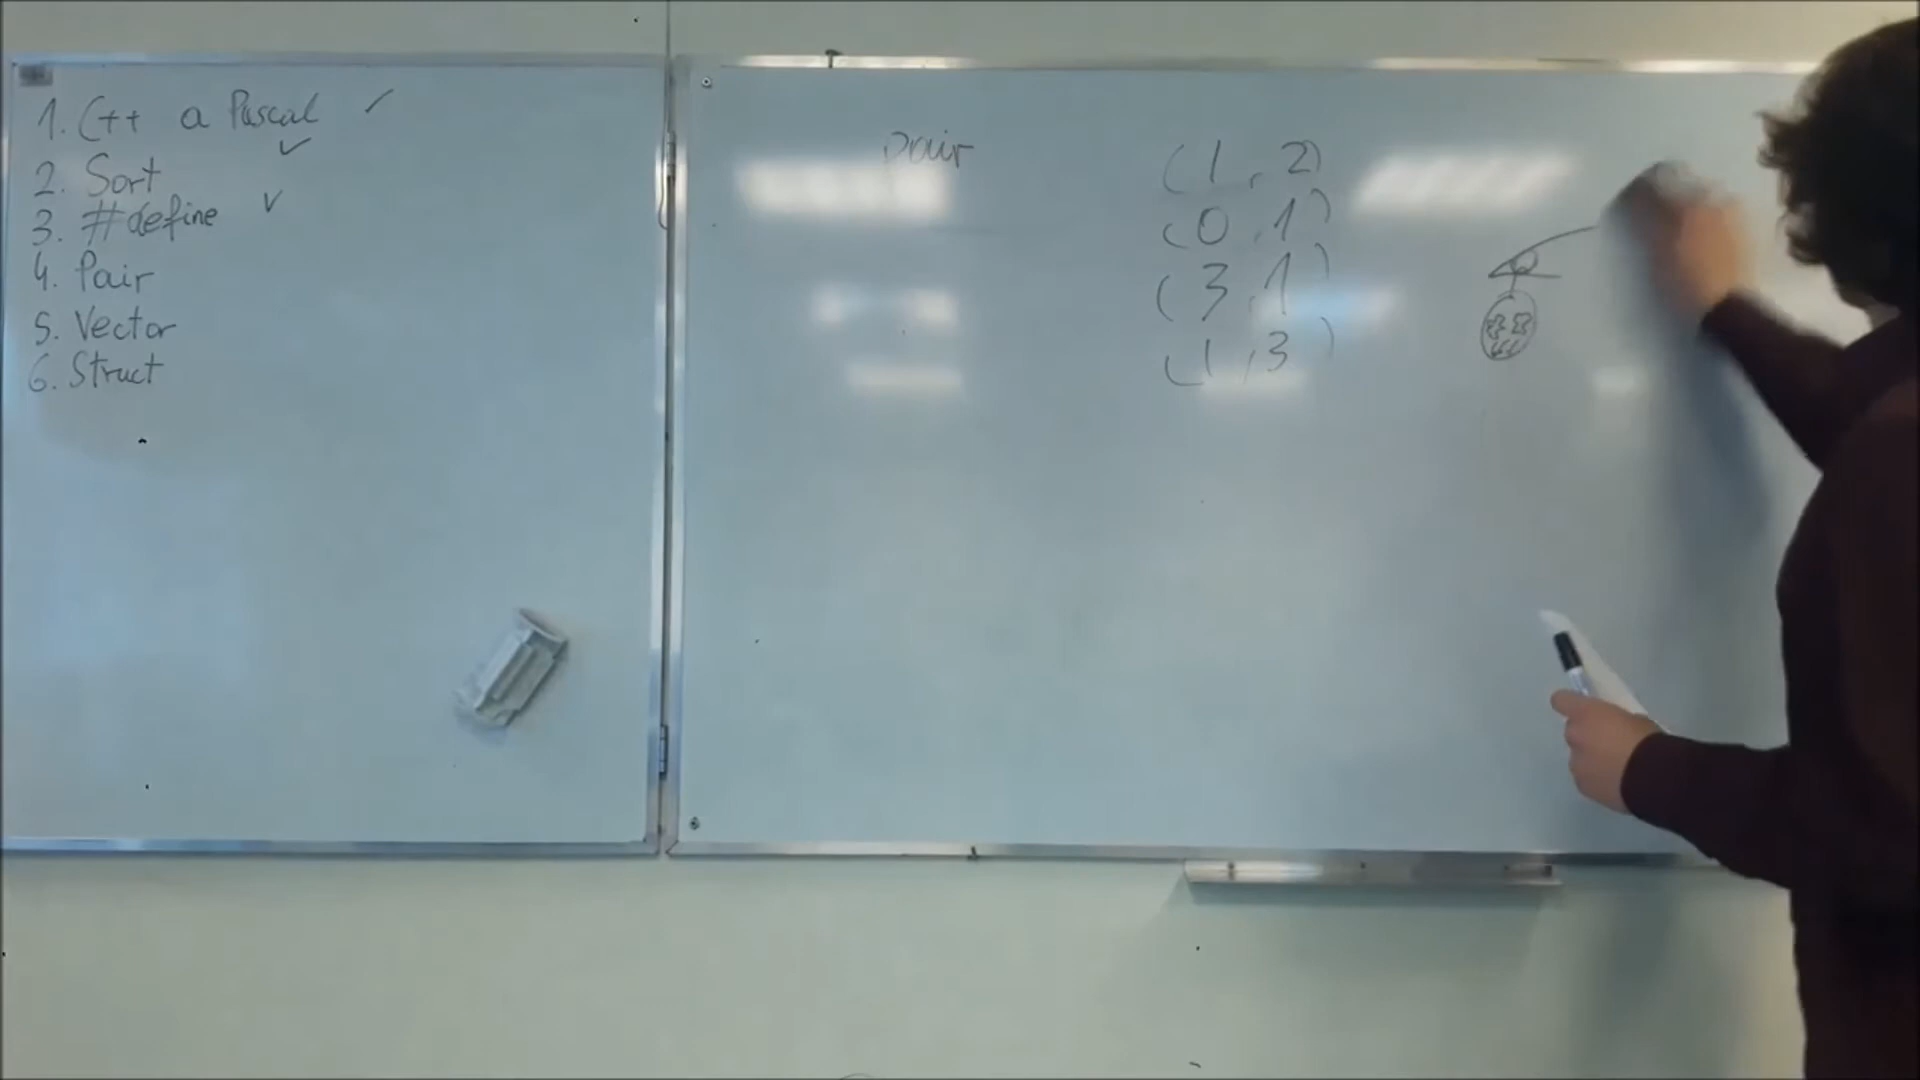 1. C++ a Pascal ✓
2. Sort ✓
3. #define ✓
4. Pair
5. Vector
6. Struct
pair
(1, 2)
(0, 1)
(3, 1)
(1, 3)